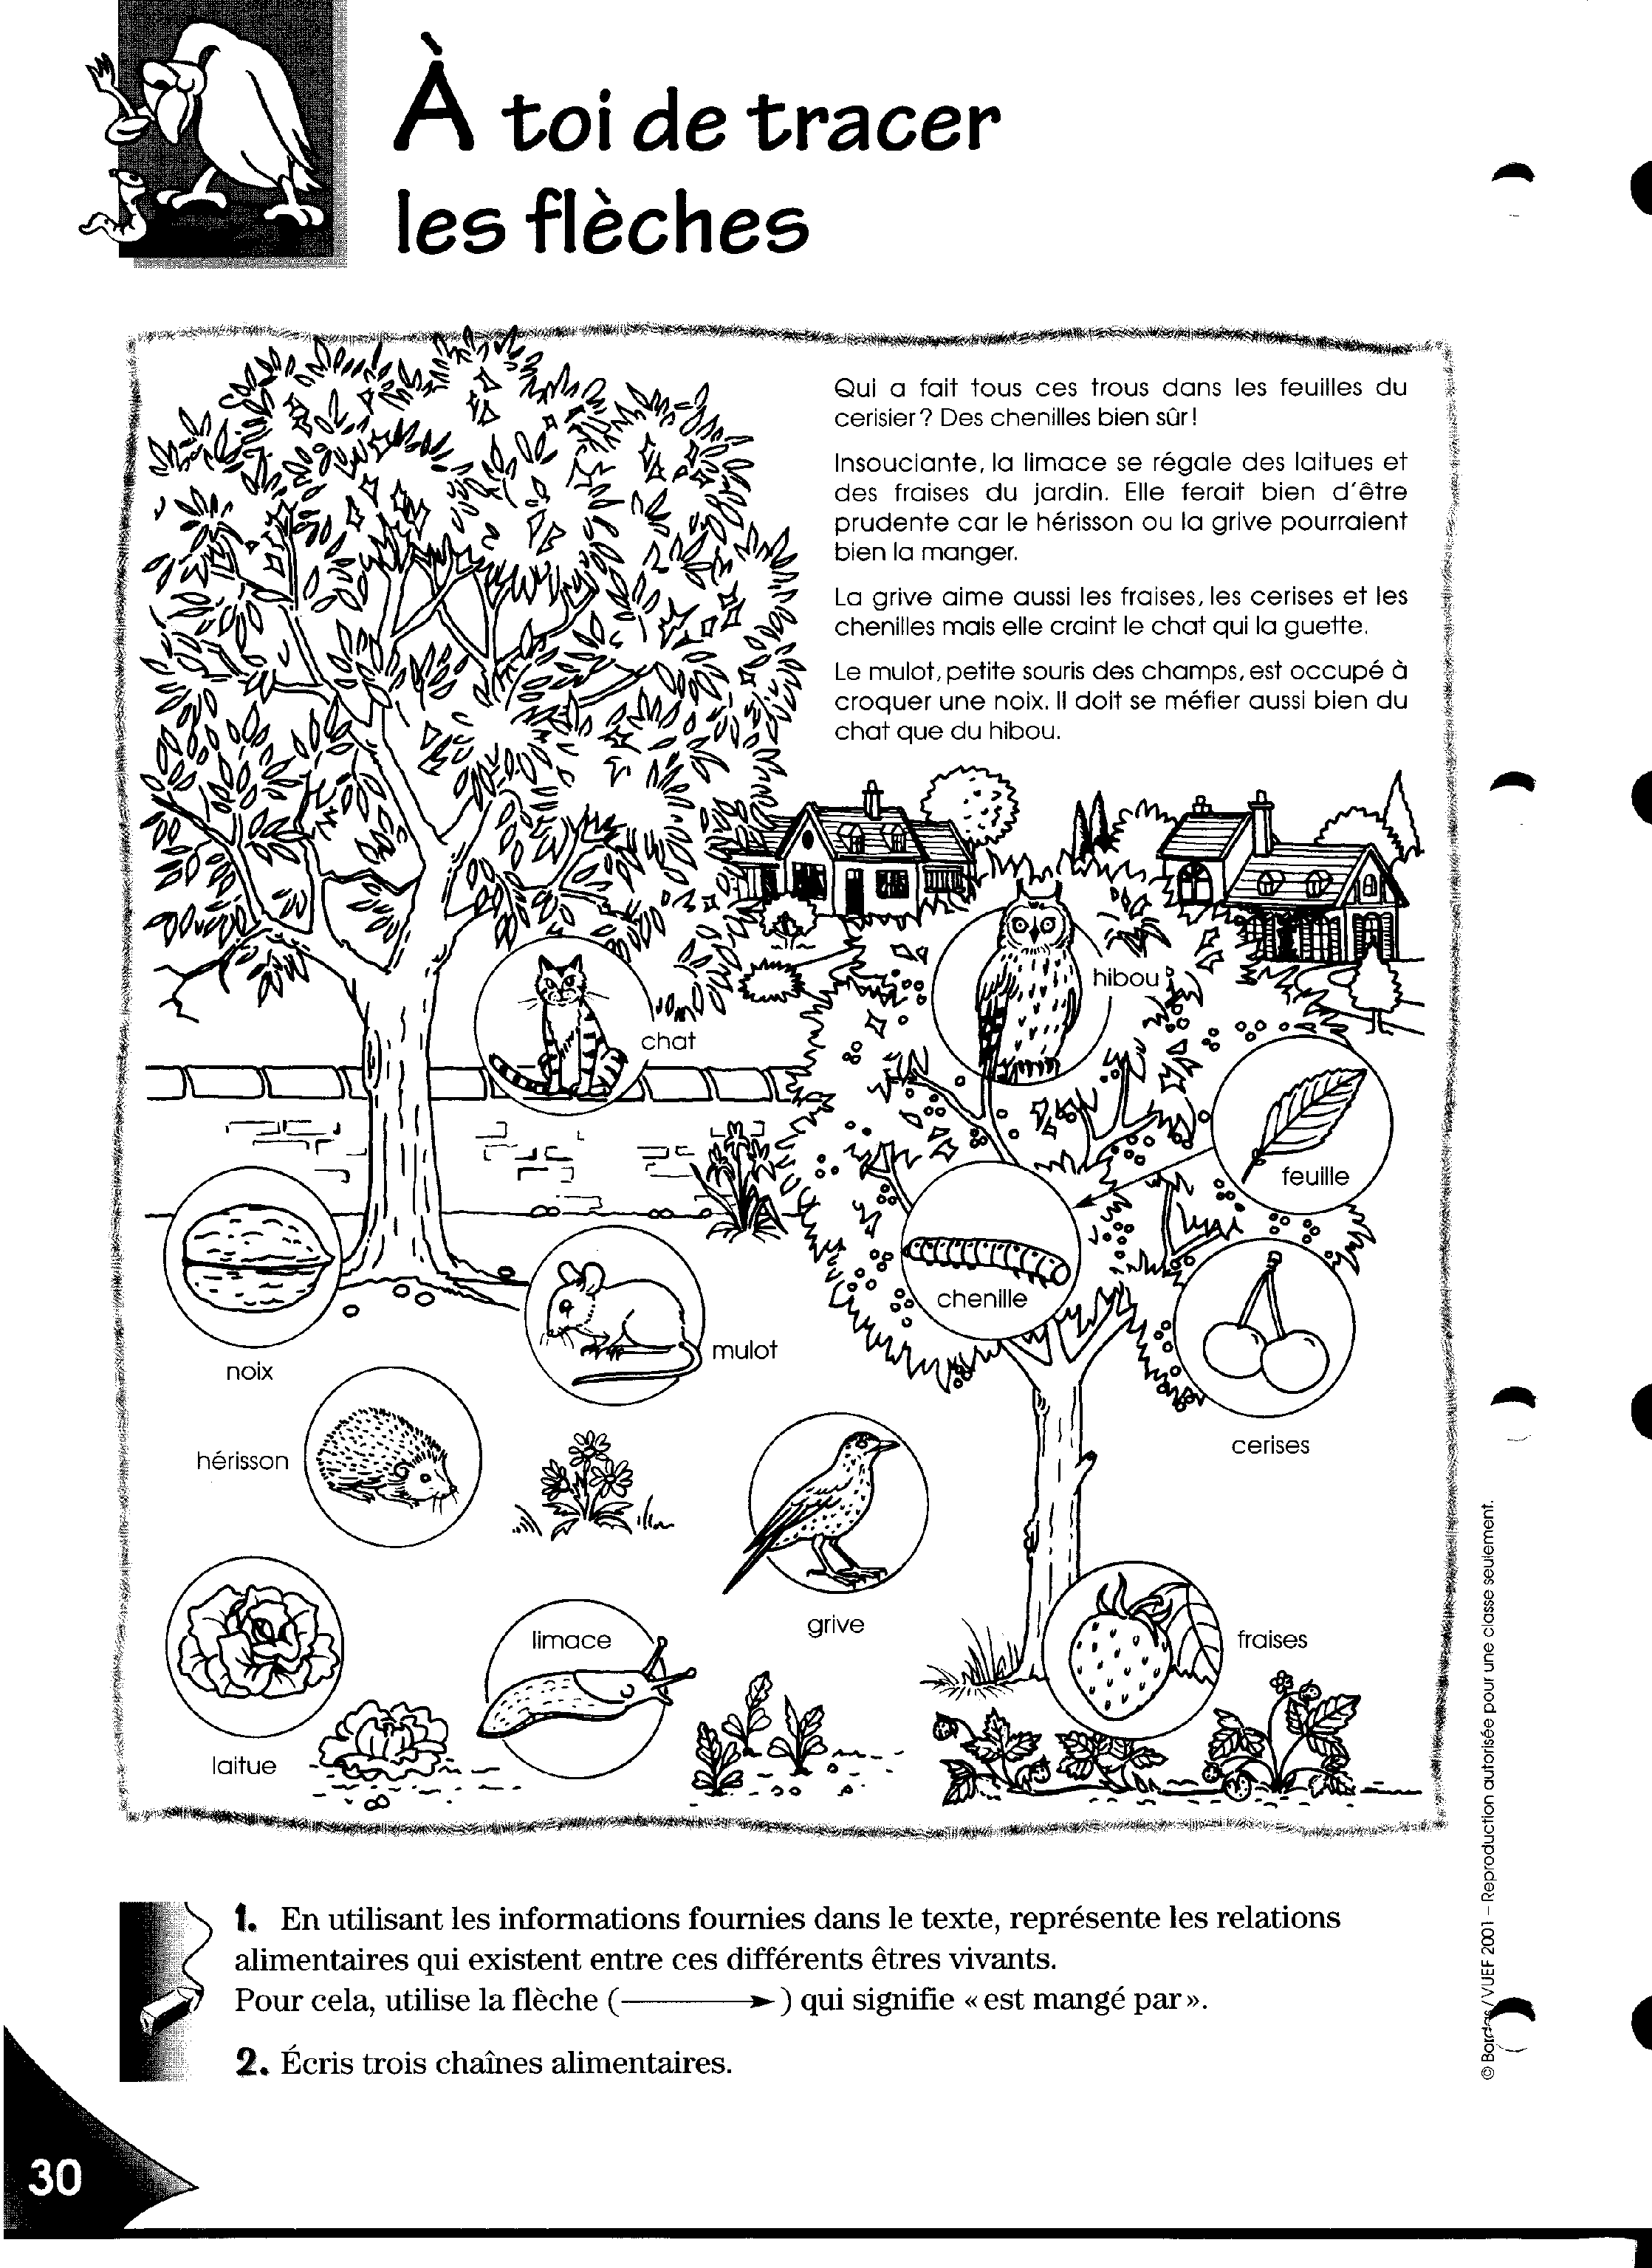 À toi de tracer
les flèches
Qui a fait tous ces trous dans les feuilles du
cerisier ? Des chenilles bien sûr !
Insouciante, la limace se régale des laitues et
des fraises du jardin. Elle ferait bien d'être
prudente car le hérisson ou la grive pourraient
bien la manger.
La grive aime aussi les fraises, les cerises et les
chenilles mais elle craint le chat qui la guette.
Le mulot, petite souris des champs, est occupé à
croquer une noix. Il doit se méfier aussi bien du
chat que du hibou.
hibou
chat
feuille
chenille
mulot
noix
cerises
hérisson
grive
limace
fraises
laitue
1. En utilisant les informations fournies dans le texte, représente les relations
alimentaires qui existent entre ces différents êtres vivants.
Pour cela, utilise la flèche ( ) qui signifie « est mangé par ».
2. Écris trois chaînes alimentaires.
© Bordas/VUEF 2001 – Reproduction autorisée pour une classe seulement.
30